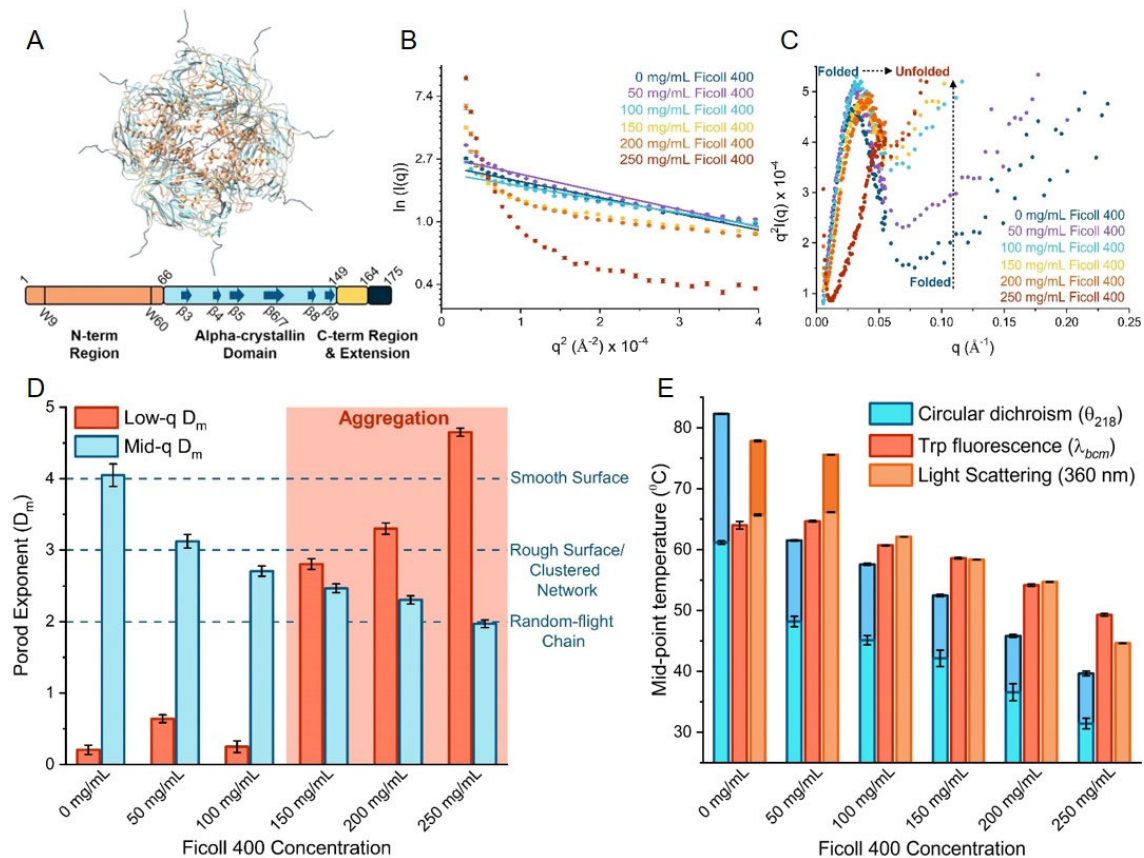 A
1
66
149
164
175
W9
W60
β3
β4
β5
β6/7
β8
β9
N-term
Region
Alpha-crystallin
Domain
C-term Region
& Extension
B
0 mg/mL Ficoll 400
50 mg/mL Ficoll 400
100 mg/mL Ficoll 400
150 mg/mL Ficoll 400
200 mg/mL Ficoll 400
250 mg/mL Ficoll 400
ln (I(q))
7.4
2.7
1.0
0.4
0 1 2 3 4
q² (Å⁻²) x 10⁻⁴
C
Folded Unfolded
q²I(q) x 10⁻⁴
5
4
3
2
1
0 mg/mL Ficoll 400
50 mg/mL Ficoll 400
100 mg/mL Ficoll 400
150 mg/mL Ficoll 400
200 mg/mL Ficoll 400
250 mg/mL Ficoll 400
Folded
0.00 0.05 0.10 0.15 0.20 0.25
q (Å⁻¹)
D
Low-q Dₘ
Mid-q Dₘ
Aggregation
Smooth Surface
Rough Surface/
Clustered
Network
Random-flight
Chain
Porod Exponent (Dₘ)
5
4
3
2
1
0
0 mg/mL
50 mg/mL
100 mg/mL
150 mg/mL
200 mg/mL
250 mg/mL
Ficoll 400 Concentration
E
Circular dichroism (θ₂₁₈)
Trp fluorescence (λbcm)
Light Scattering (360 nm)
Mid-point temperature (⁰C)
80
70
60
50
40
30
0 mg/mL
50 mg/mL
100 mg/mL
150 mg/mL
200 mg/mL
250 mg/mL
Ficoll 400 Concentration